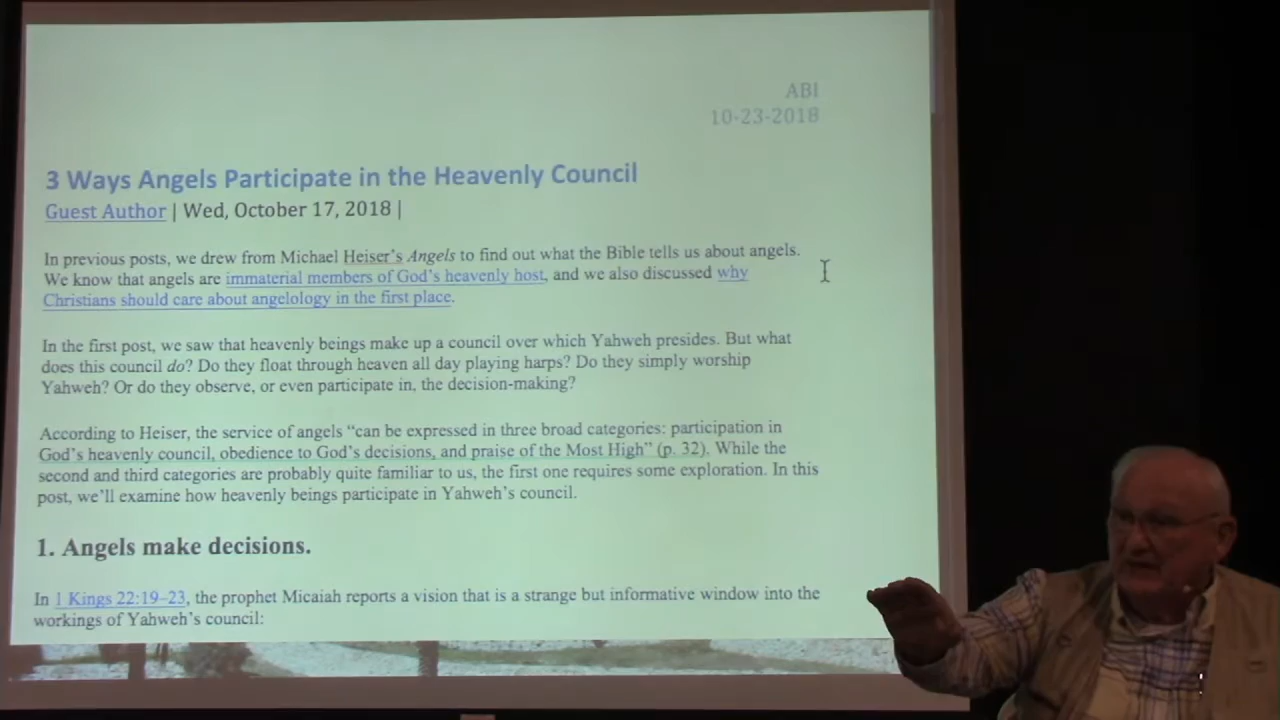 ABI
10-23-2018
3 Ways Angels Participate in the Heavenly Council
Guest Author | Wed, October 17, 2018 |
In previous posts, we drew from Michael Heiser's Angels to find out what the Bible tells us about angels.
We know that angels are immaterial members of God's heavenly host, and we also discussed why
Christians should care about angelology in the first place.
In the first post, we saw that heavenly beings make up a council over which Yahweh presides. But what
does this council do? Do they float through heaven all day playing harps? Do they simply worship
Yahweh? Or do they observe, or even participate in, the decision-making?
According to Heiser, the service of angels “can be expressed in three broad categories: participation in
God's heavenly council, obedience to God's decisions, and praise of the Most High” (p. 32). While the
second and third categories are probably quite familiar to us, the first one requires some exploration. In this
post, we'll examine how heavenly beings participate in Yahweh's council.
1. Angels make decisions.
In 1 Kings 22:19–23, the prophet Micaiah reports a vision that is a strange but informative window into the
workings of Yahweh's council: